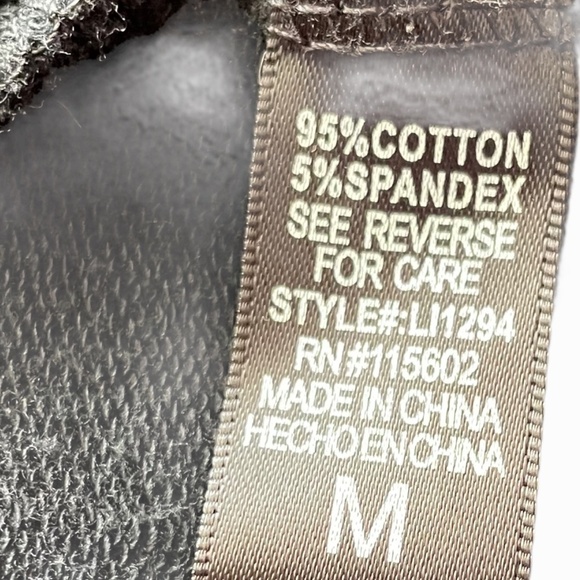 95%COTTON
5%SPANDEX
SEE REVERSE
FOR CARE
STYLE#:LI1294
RN#115602
MADE IN CHINA
HECHO EN CHINA
M